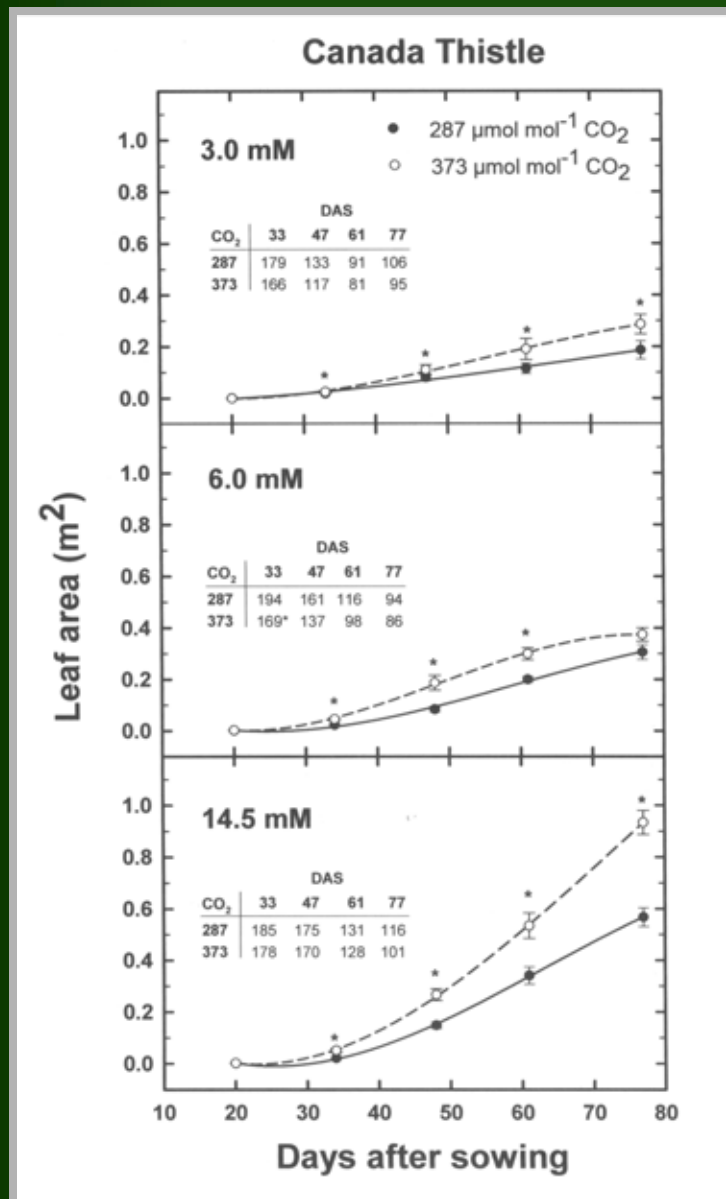 Canada Thistle
3.0 mM
● 287 µmol mol⁻¹ CO₂
○ 373 µmol mol⁻¹ CO₂
DAS
CO₂ 33 47 61 77
287 179 133 91 106
373 166 117 81 95
* * * *
1.0
0.8
0.6
0.4
0.2
0.0
6.0 mM
DAS
CO₂ 33 47 61 77
287 194 161 116 94
373 169* 137 98 86
* * *
1.0
0.8
0.6
0.4
0.2
0.0
Leaf area (m²)
14.5 mM
DAS
CO₂ 33 47 61 77
287 185 175 131 116
373 178 170 128 101
* * * *
1.0
0.8
0.6
0.4
0.2
0.0
10 20 30 40 50 60 70 80
Days after sowing